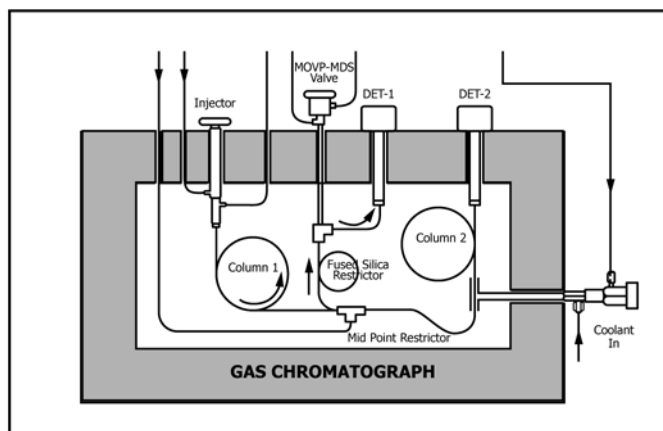 MOVP-MDS
Valve
DET-1
DET-2
Injector
Column 1
Fused Silica
Restrictor
Column 2
Mid Point Restrictor
Coolant
In
GAS CHROMATOGRAPH